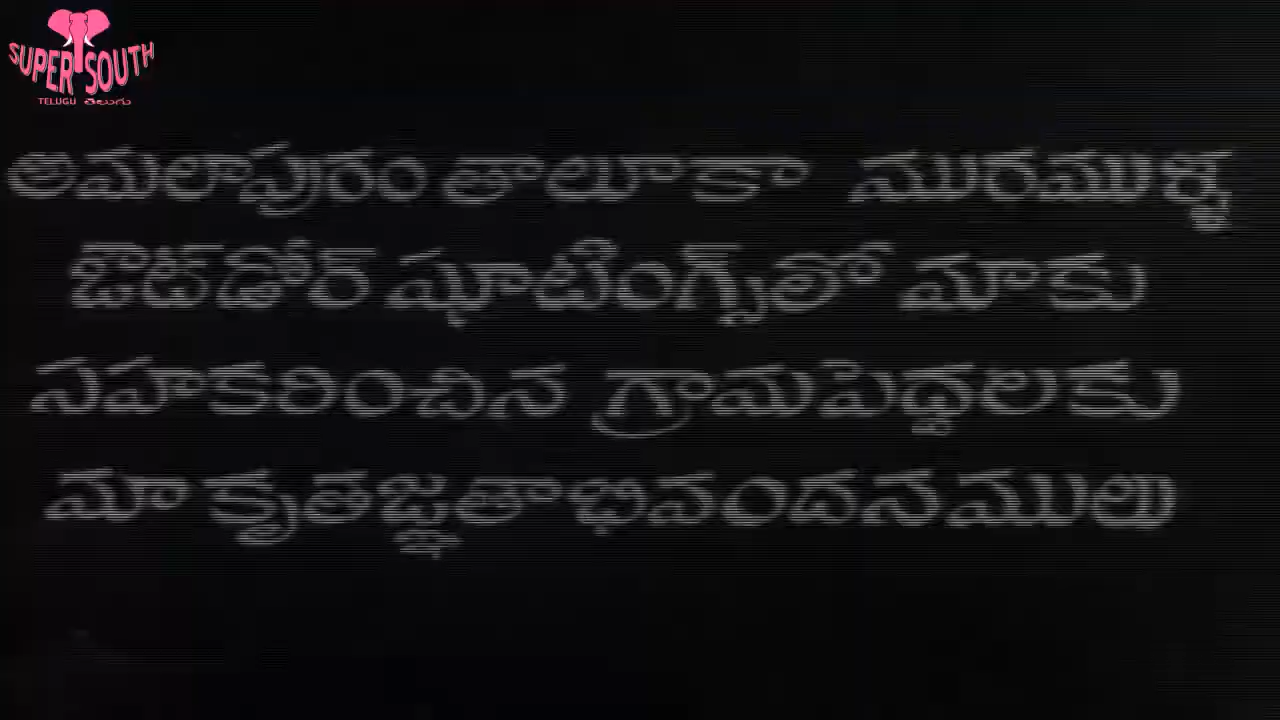 SUPER SOUTH
TELUGU తెలుగు
అమలాపురం తాలూకా మురముళ్ళ
ఔట్‌డోర్ షూటింగ్స్‌లో మాకు
సహకరించిన గ్రామపెద్దలకు
మా కృతజ్ఞతాభివందనములు